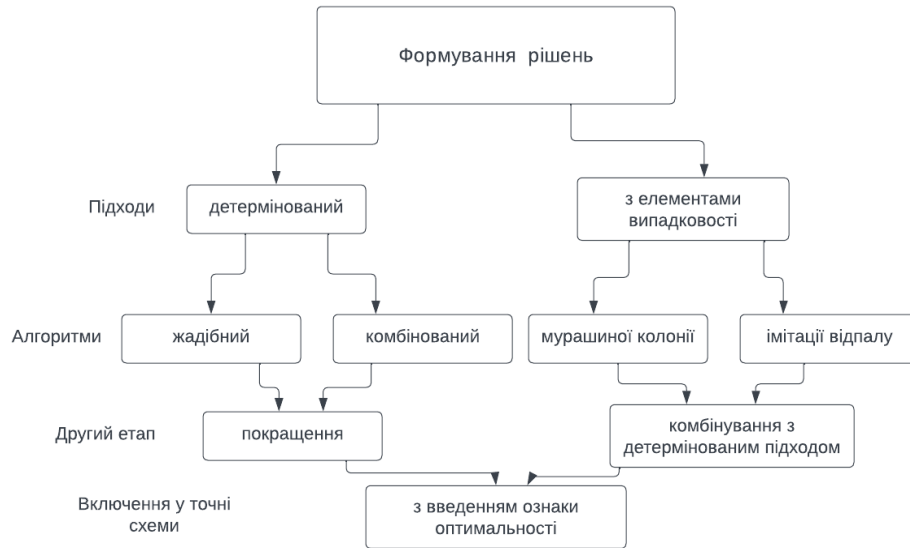 Формування рішень
Підходи
детермінований
з елементами
випадковості
Алгоритми
жадібний
комбінований
мурашиної колонії
імітації відпалу
Другий етап
покращення
комбінування з
детермінованим підходом
Включення у точні
схеми
з введенням ознаки
оптимальності